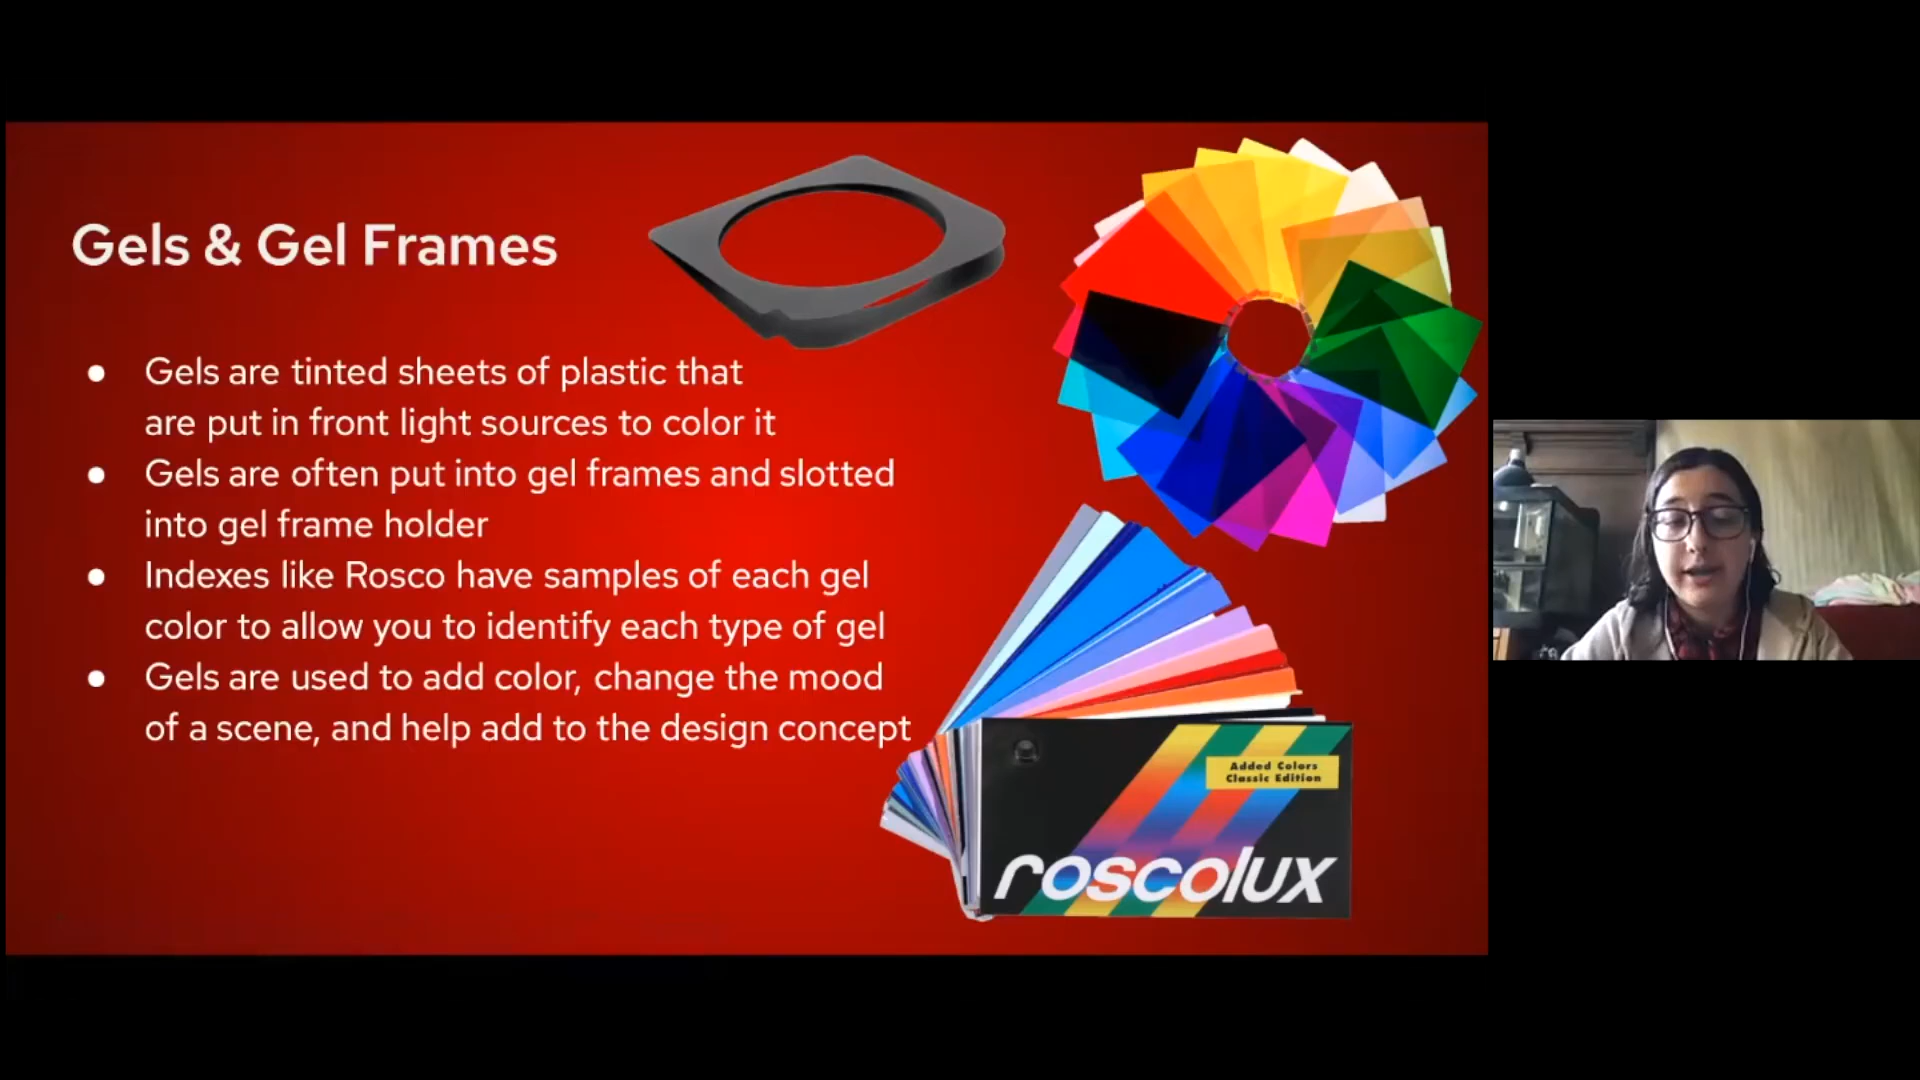 Gels & Gel Frames
● Gels are tinted sheets of plastic that
are put in front light sources to color it
● Gels are often put into gel frames and slotted
into gel frame holder
● Indexes like Rosco have samples of each gel
color to allow you to identify each type of gel
● Gels are used to add color, change the mood
of a scene, and help add to the design concept
Added Colors
Classic Edition
roscolux